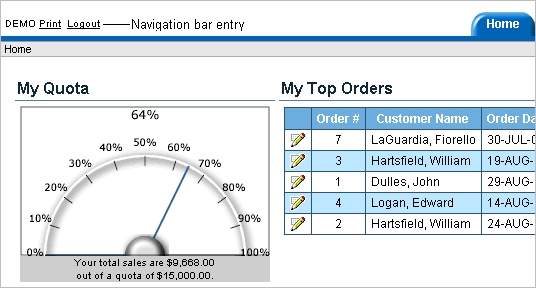 DEMO Print Logout Navigation bar entry
Home
Home
My Quota
64%
0%
10%
20%
30%
40%
50%
60%
70%
80%
90%
100%
Your total sales are $9,668.00
out of a quota of $15,000.00.
My Top Orders
Order # Customer Name Order Da
7 LaGuardia, Fiorello 30-JUL-0
3 Hartsfield, William 19-AUG-
1 Dulles, John 29-AUG-
4 Logan, Edward 14-AUG-
2 Hartsfield, William 24-AUG-